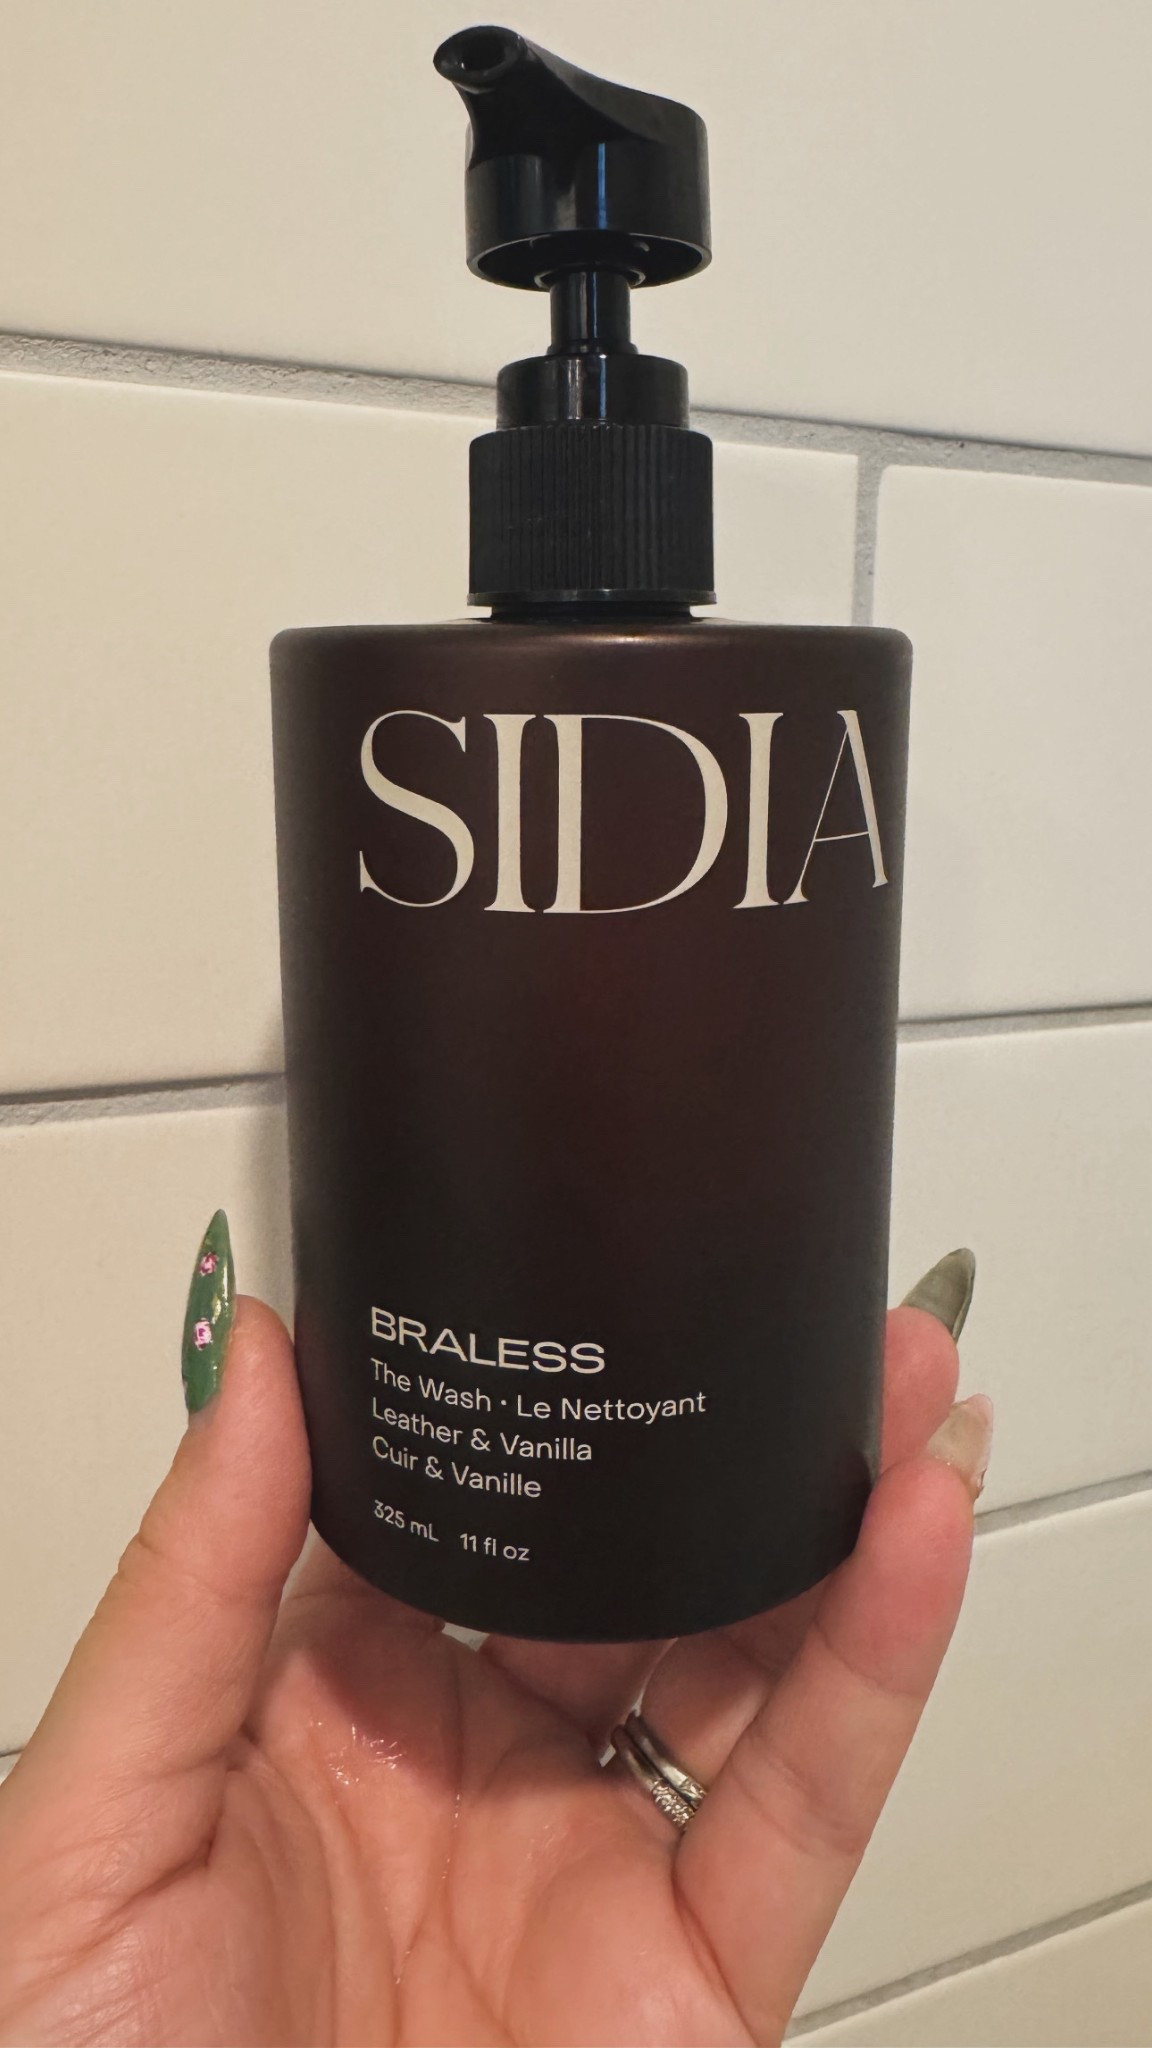 SIDIA
BRALESS
The Wash · Le Nettoyant
Leather & Vanilla
Cuir & Vanille
325 mL 11 fl oz